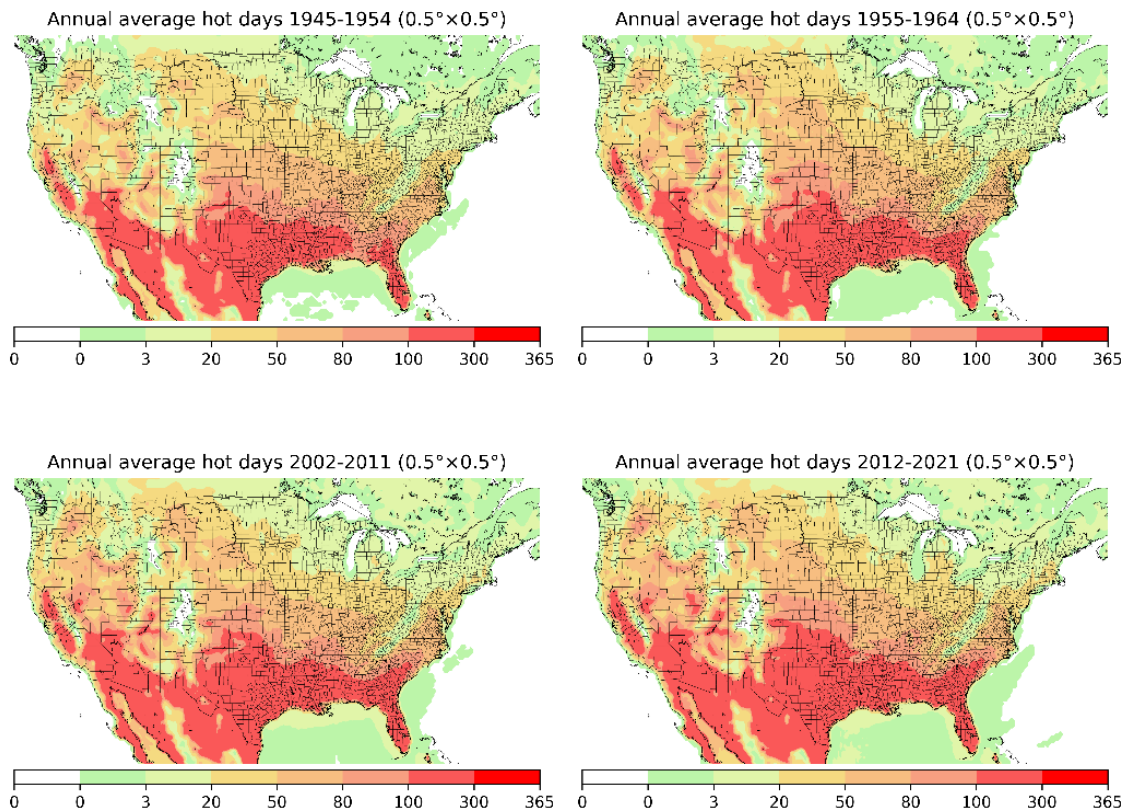 Annual average hot days 1945-1954 (0.5°×0.5°)
Annual average hot days 1955-1964 (0.5°×0.5°)
0 0 3 20 50 80 100 300 365
0 0 3 20 50 80 100 300 365
Annual average hot days 2002-2011 (0.5°×0.5°)
Annual average hot days 2012-2021 (0.5°×0.5°)
0 0 3 20 50 80 100 300 365
0 0 3 20 50 80 100 300 365